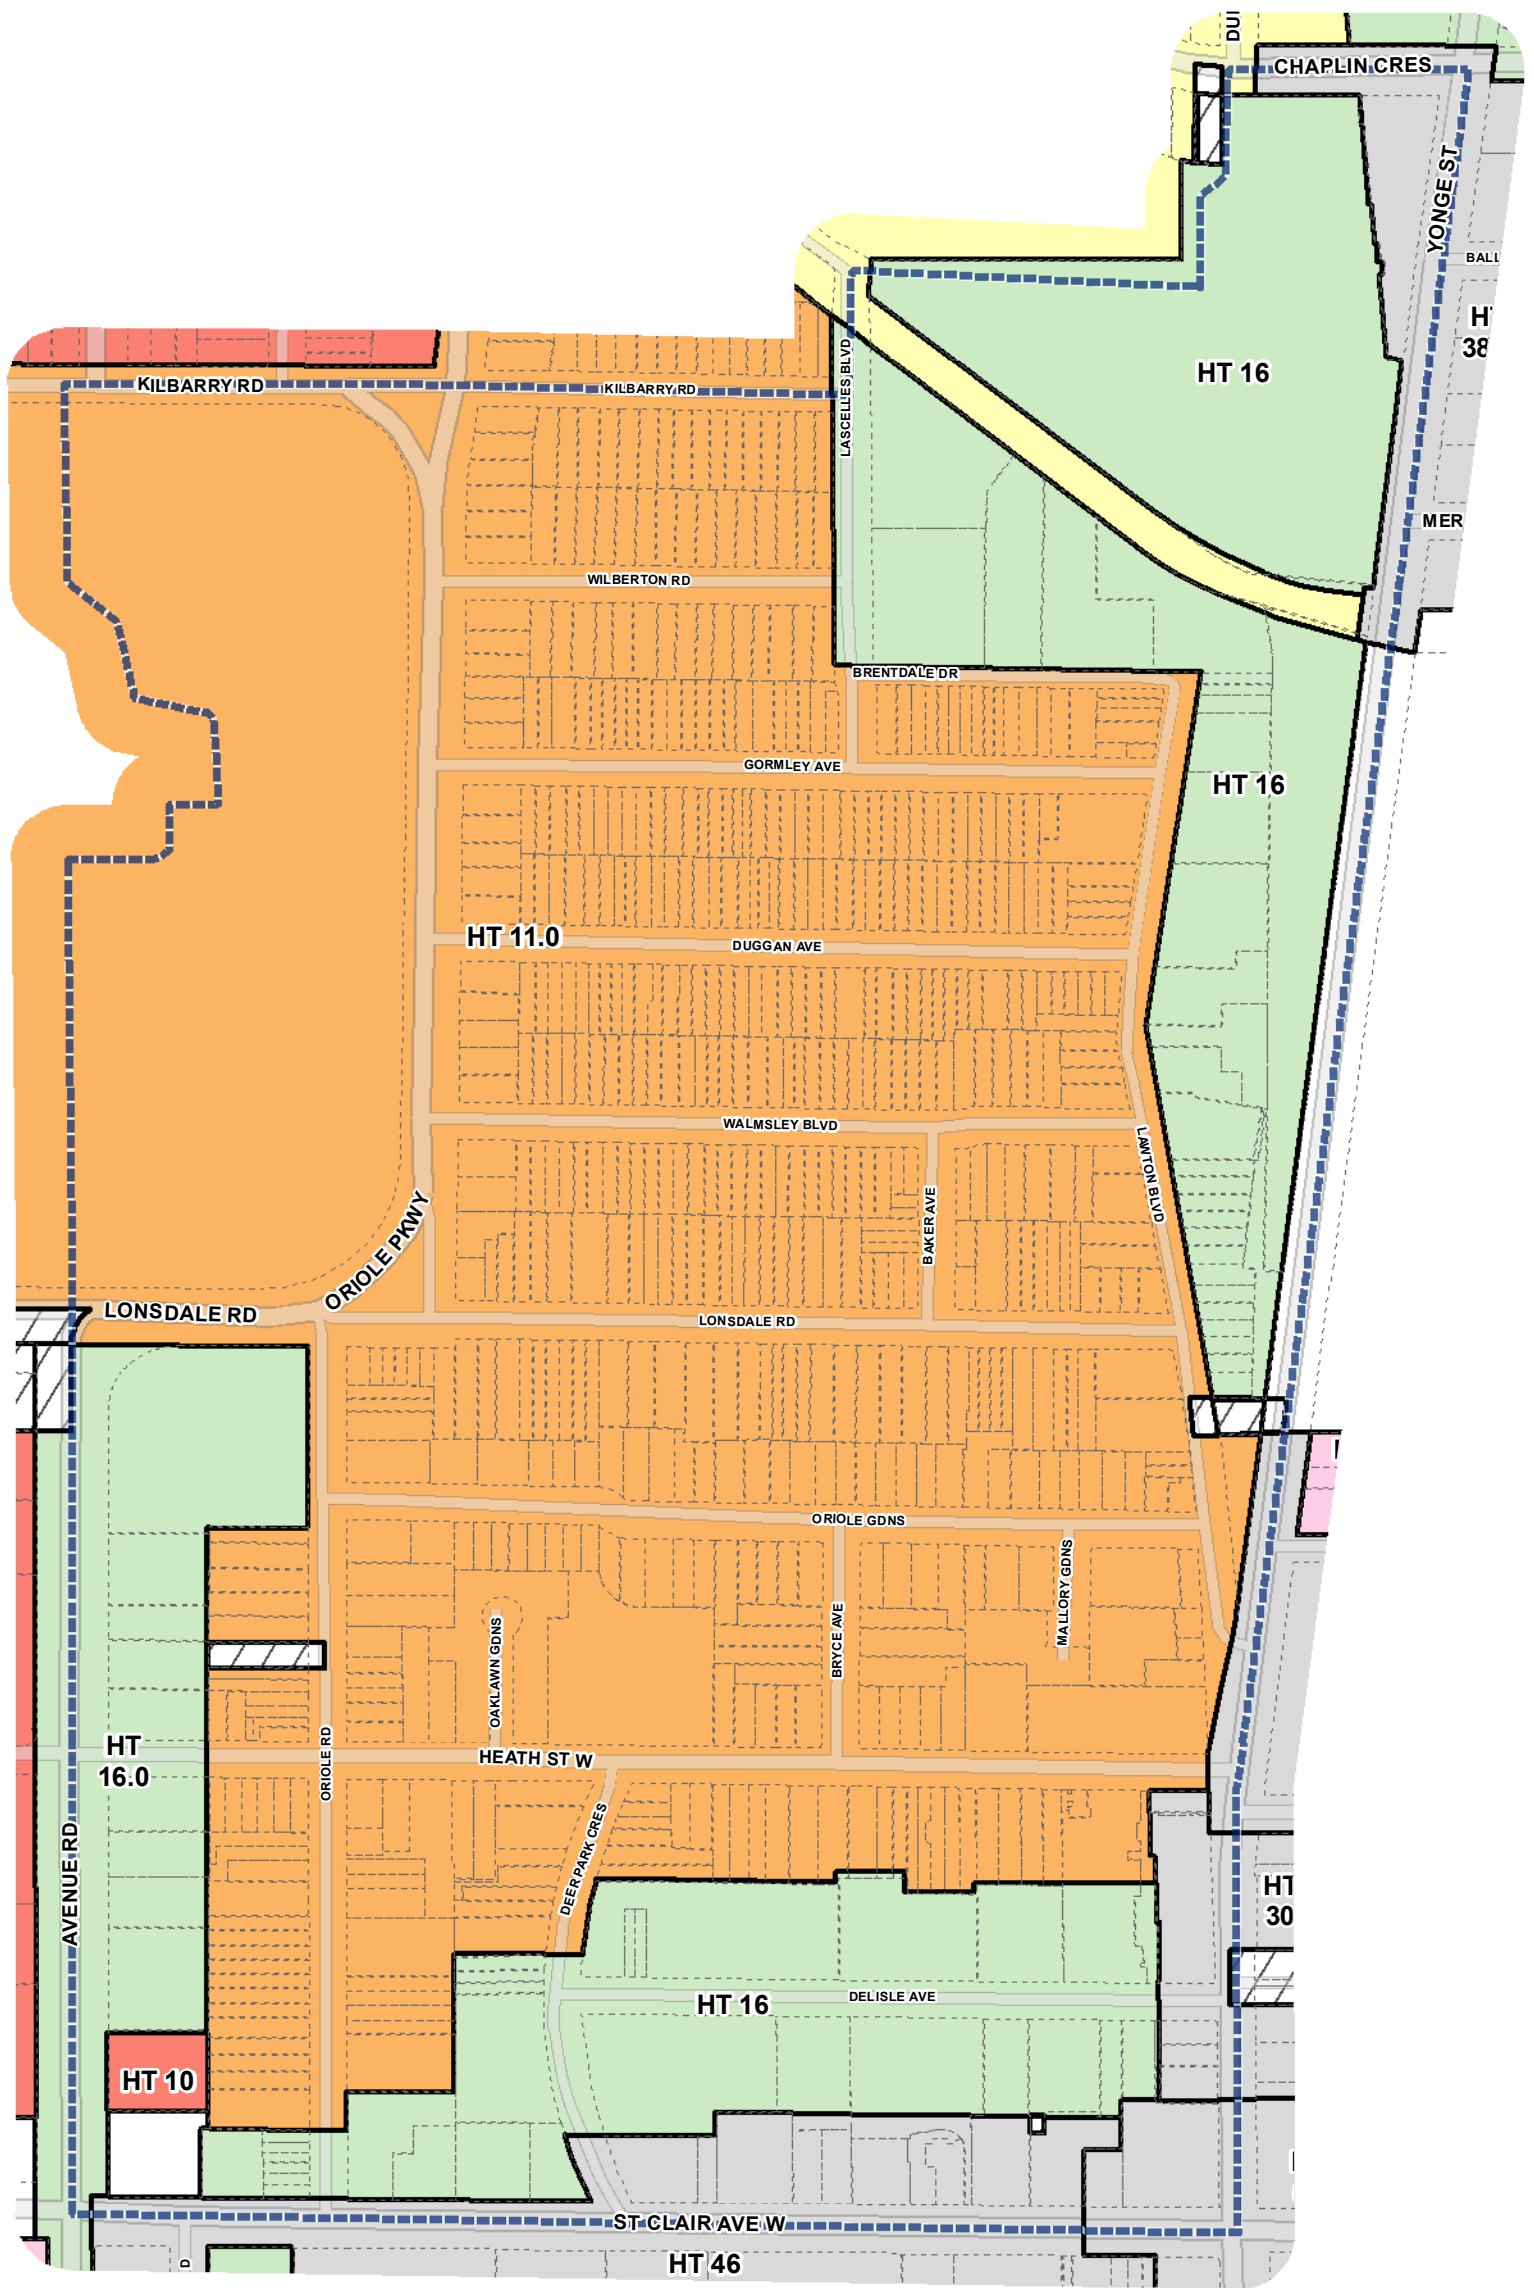 CHAPLIN CRES
YONGE ST
BALL
38
HT 16
KILBARRY RD
KILBARRY RD
LASCELLES BLVD
MER
WILBERTON RD
BRENTDALE DR
GORMLEY AVE
HT 16
HT 11.0
DUGGAN AVE
WALMSLEY BLVD
LAWTON BLVD
BAKER AVE
ORIOLE PKWY
LONSDALE RD
LONSDALE RD
ORIOLE GDNS
MALLORY GDNS
BRYCE AVE
OAKLAWN GDNS
HT
16.0
ORIOLE RD
HEATH ST W
DEER PARK CRES
AVENUE RD
HT
30
HT 16
DELISLE AVE
HT 10
ST CLAIR AVE W
D
HT 46